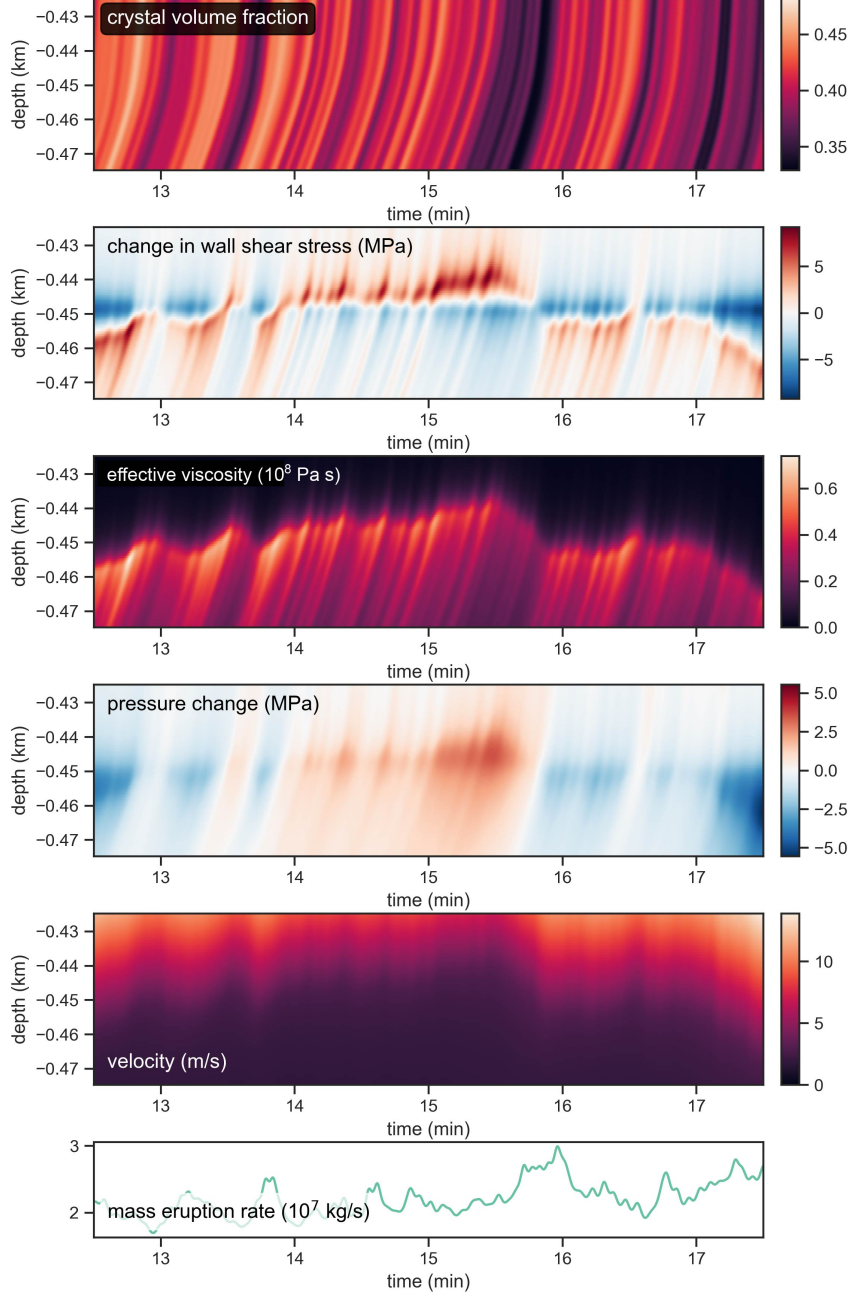 crystal volume fraction
−0.43
−0.44
−0.45
−0.46
−0.47
depth (km)
13 14 15 16 17
time (min)
0.45
0.40
0.35
change in wall shear stress (MPa)
−0.43
−0.44
−0.45
−0.46
−0.47
depth (km)
13 14 15 16 17
time (min)
5
0
−5
effective viscosity (10⁸ Pa s)
−0.43
−0.44
−0.45
−0.46
−0.47
depth (km)
13 14 15 16 17
time (min)
0.6
0.4
0.2
0.0
pressure change (MPa)
−0.43
−0.44
−0.45
−0.46
−0.47
depth (km)
13 14 15 16 17
time (min)
5.0
2.5
0.0
−2.5
−5.0
−0.43
−0.44
−0.45
−0.46
−0.47
depth (km)
velocity (m/s)
13 14 15 16 17
time (min)
10
5
0
3
2
mass eruption rate (10⁷ kg/s)
13 14 15 16 17
time (min)